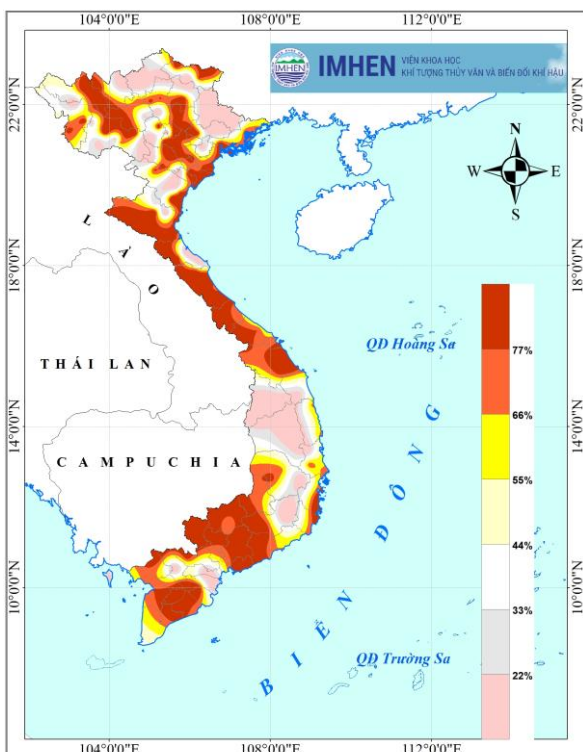 104°0'0"E
108°0'0"E
112°0'0"E
IMHEN
IMHEN
VIỆN KHOA HỌC
KHÍ TƯỢNG THỦY VĂN VÀ BIẾN ĐỔI KHÍ HẬU
22°0'0"N
22°0'0"N
N
W
E
S
LÀO
18°0'0"N
18°0'0"N
QĐ Hoàng Sa
77%
THÁI LAN
66%
14°0'0"N
14°0'0"N
CAMPUCHIA
55%
BIỂN ĐÔNG
44%
10°0'0"N
10°0'0"N
33%
QĐ Trường Sa
22%
104°0'0"E
108°0'0"E
112°0'0"E